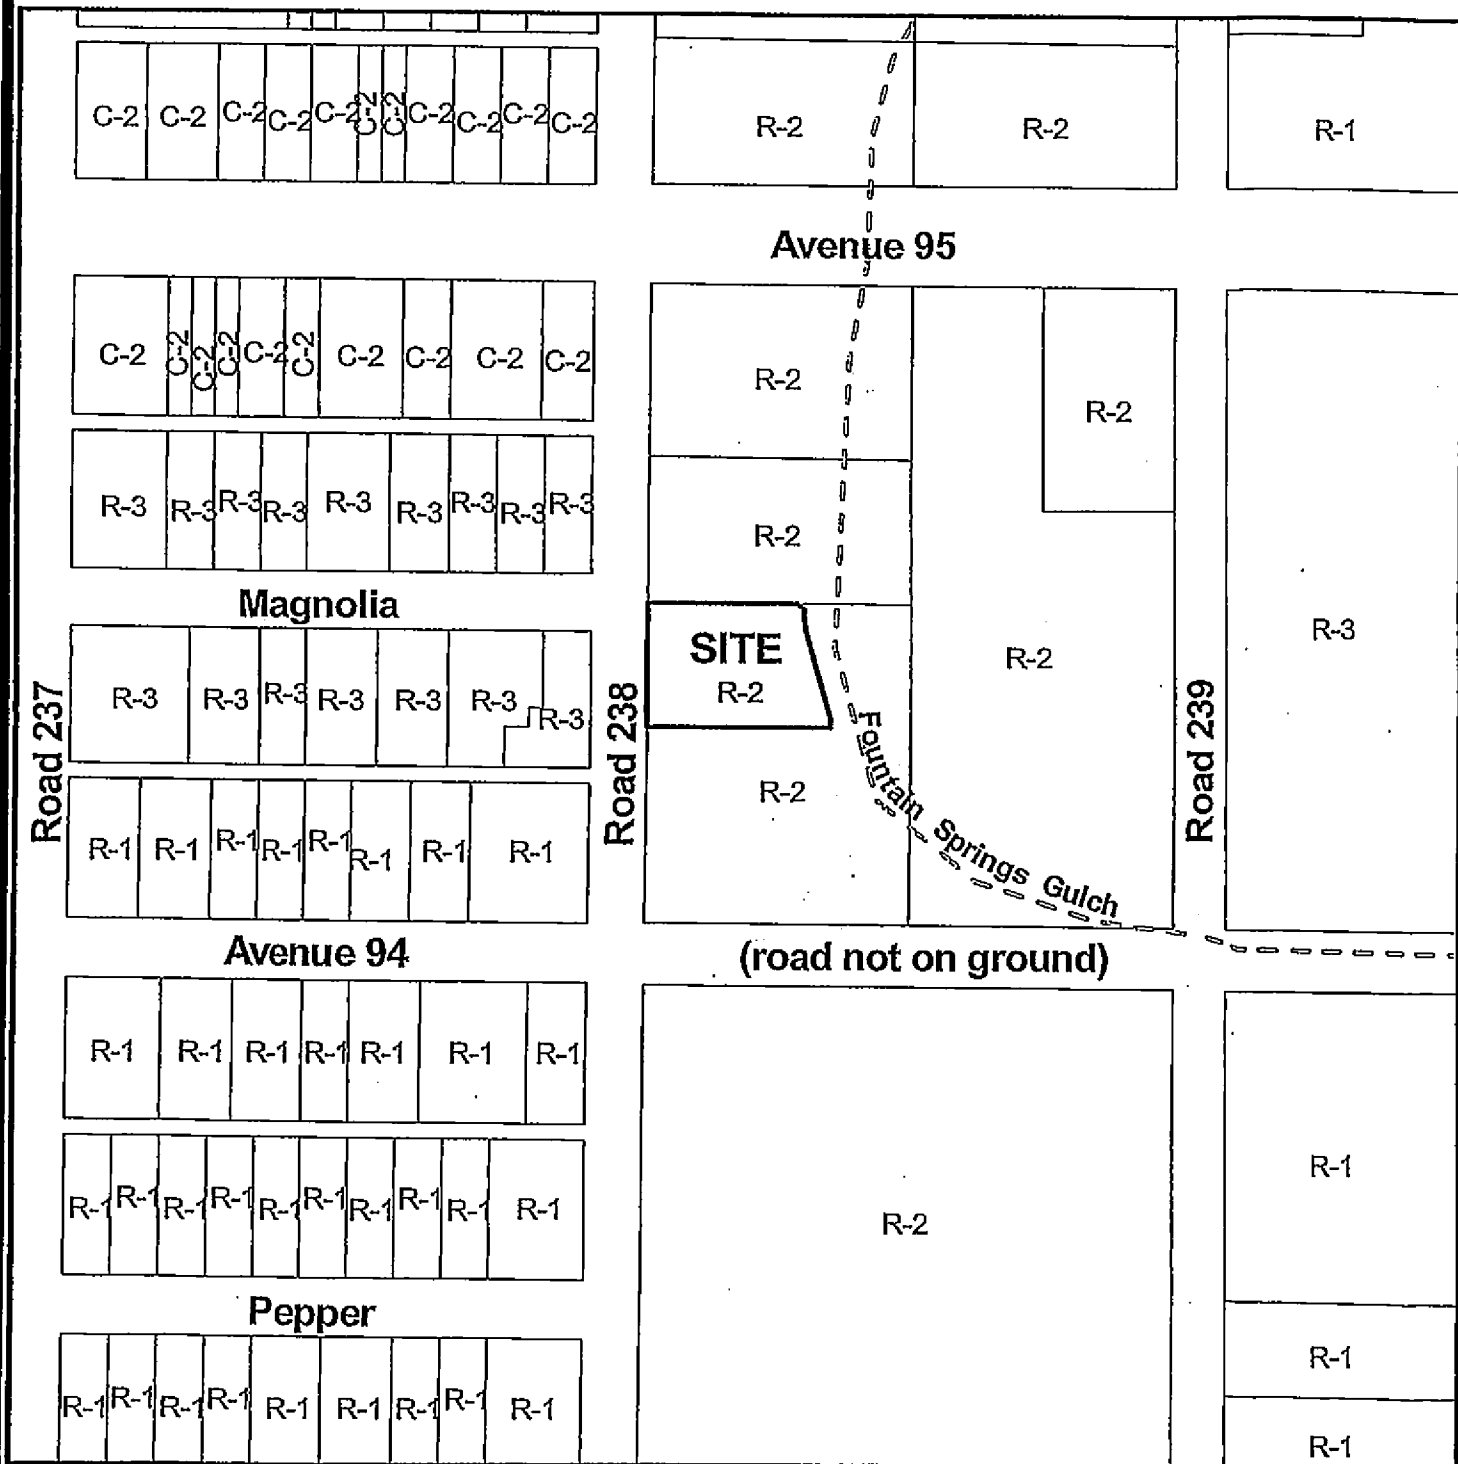 C-2 C-2 C-2 C-2 C-2 C-2 C-2 C-2 C-2 C-2 C-2
R-2 R-2 R-1
Avenue 95
C-2 C-2 C-2 C-2 C-2 C-2 C-2 C-2 C-2 C-2
R-2 R-2
R-3 R-3 R-3 R-3 R-3 R-3 R-3 R-3 R-3
R-2
Magnolia
SITE
R-2
R-2
R-3
R-3 R-3 R-3 R-3 R-3 R-3 R-3
Road 237
Road 238
Road 239
Fountain Springs Gulch
R-2
R-1 R-1 R-1 R-1 R-1 R-1 R-1 R-1
Avenue 94
(road not on ground)
R-1 R-1 R-1 R-1 R-1 R-1 R-1
R-1 R-1 R-1 R-1 R-1 R-1 R-1 R-1 R-1 R-1
R-2
R-1
Pepper
R-1
R-1 R-1 R-1 R-1 R-1 R-1 R-1 R-1 R-1
R-1